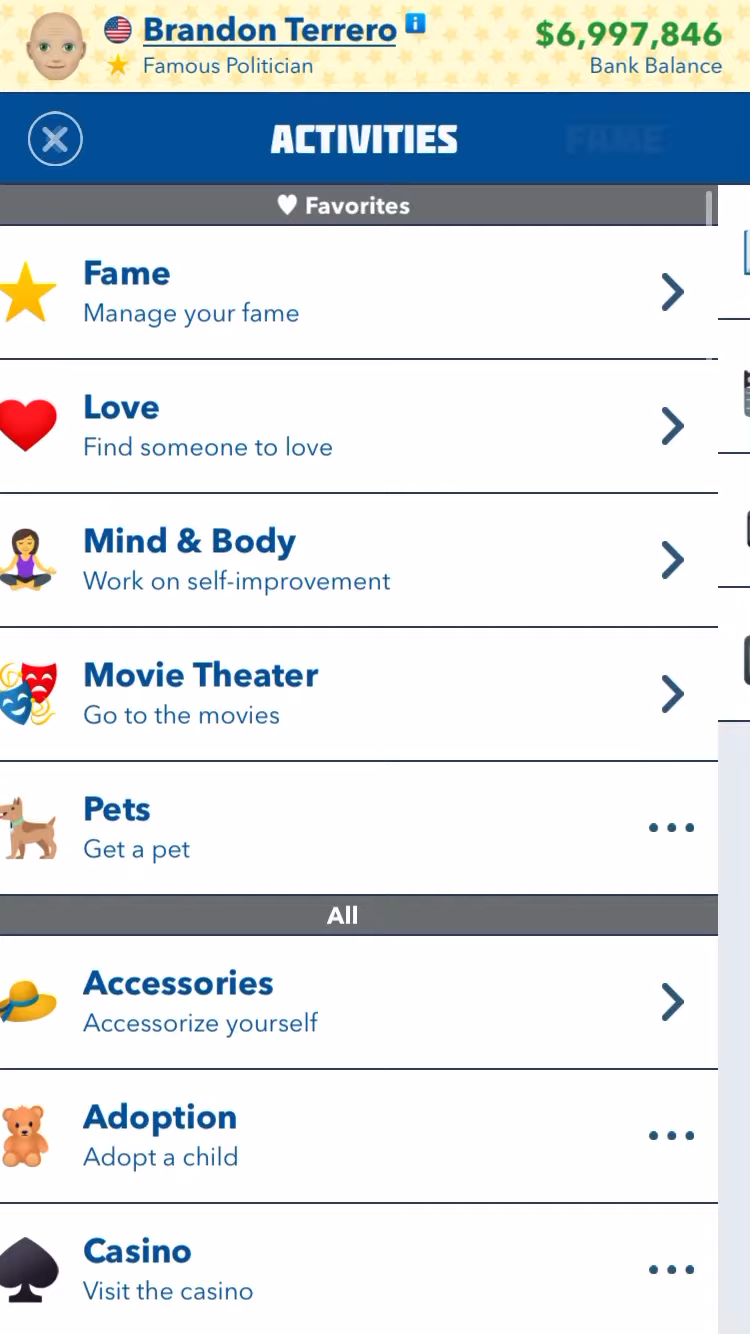 Brandon Terrero
$6,997,846
Famous Politician
Bank Balance
ACTIVITIES
FAME
Favorites
Fame
Manage your fame
Love
Find someone to love
Mind & Body
Work on self-improvement
Movie Theater
Go to the movies
Pets
Get a pet
All
Accessories
Accessorize yourself
Adoption
Adopt a child
Casino
Visit the casino